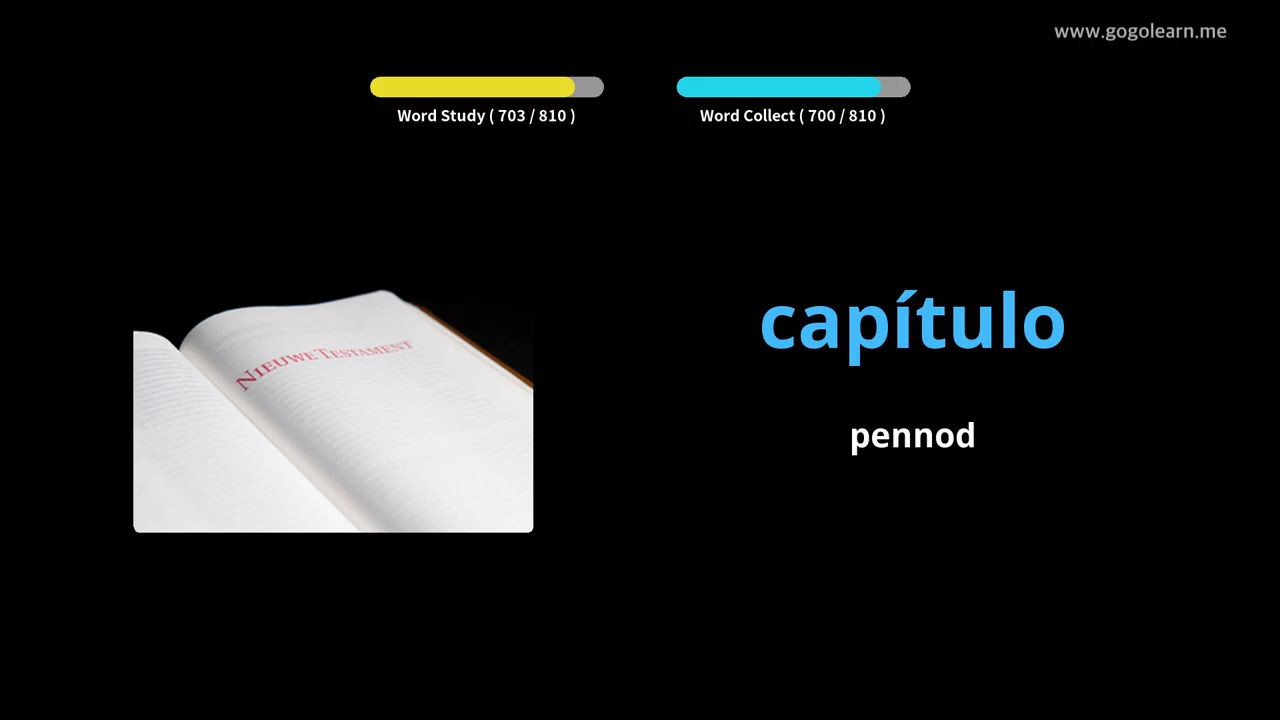 www.gogolearn.me
Word Study ( 703 / 810 )
Word Collect ( 700 / 810 )
NIEUWE TESTAMENT
capítulo
pennod